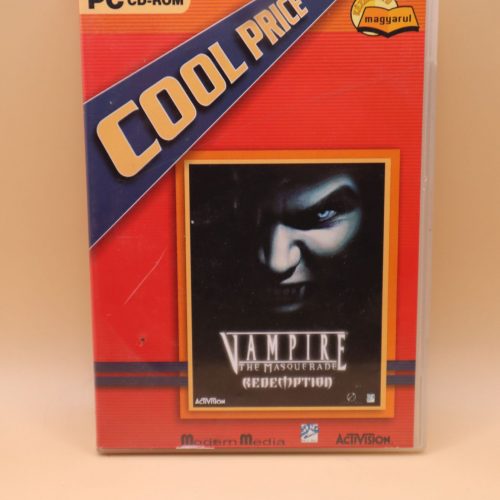 PC CD-ROM
magyarul
COOL PRICE
VAMPIRE
THE MASQUERADE
REDEMPTION
ACTIVISION
Modern Media
ACTIVISION.